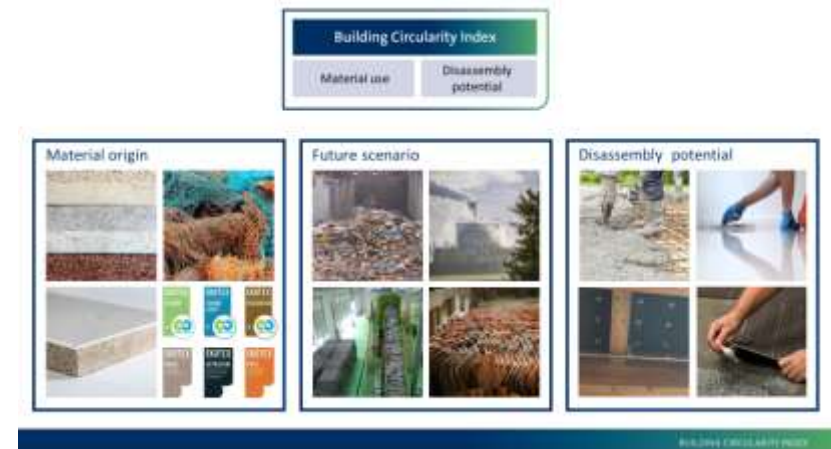 Building Circularity Index
Material use
Disassembly
potential
Material origin
Future scenario
Disassembly potential
BUILDING CIRCULARITY INDEX